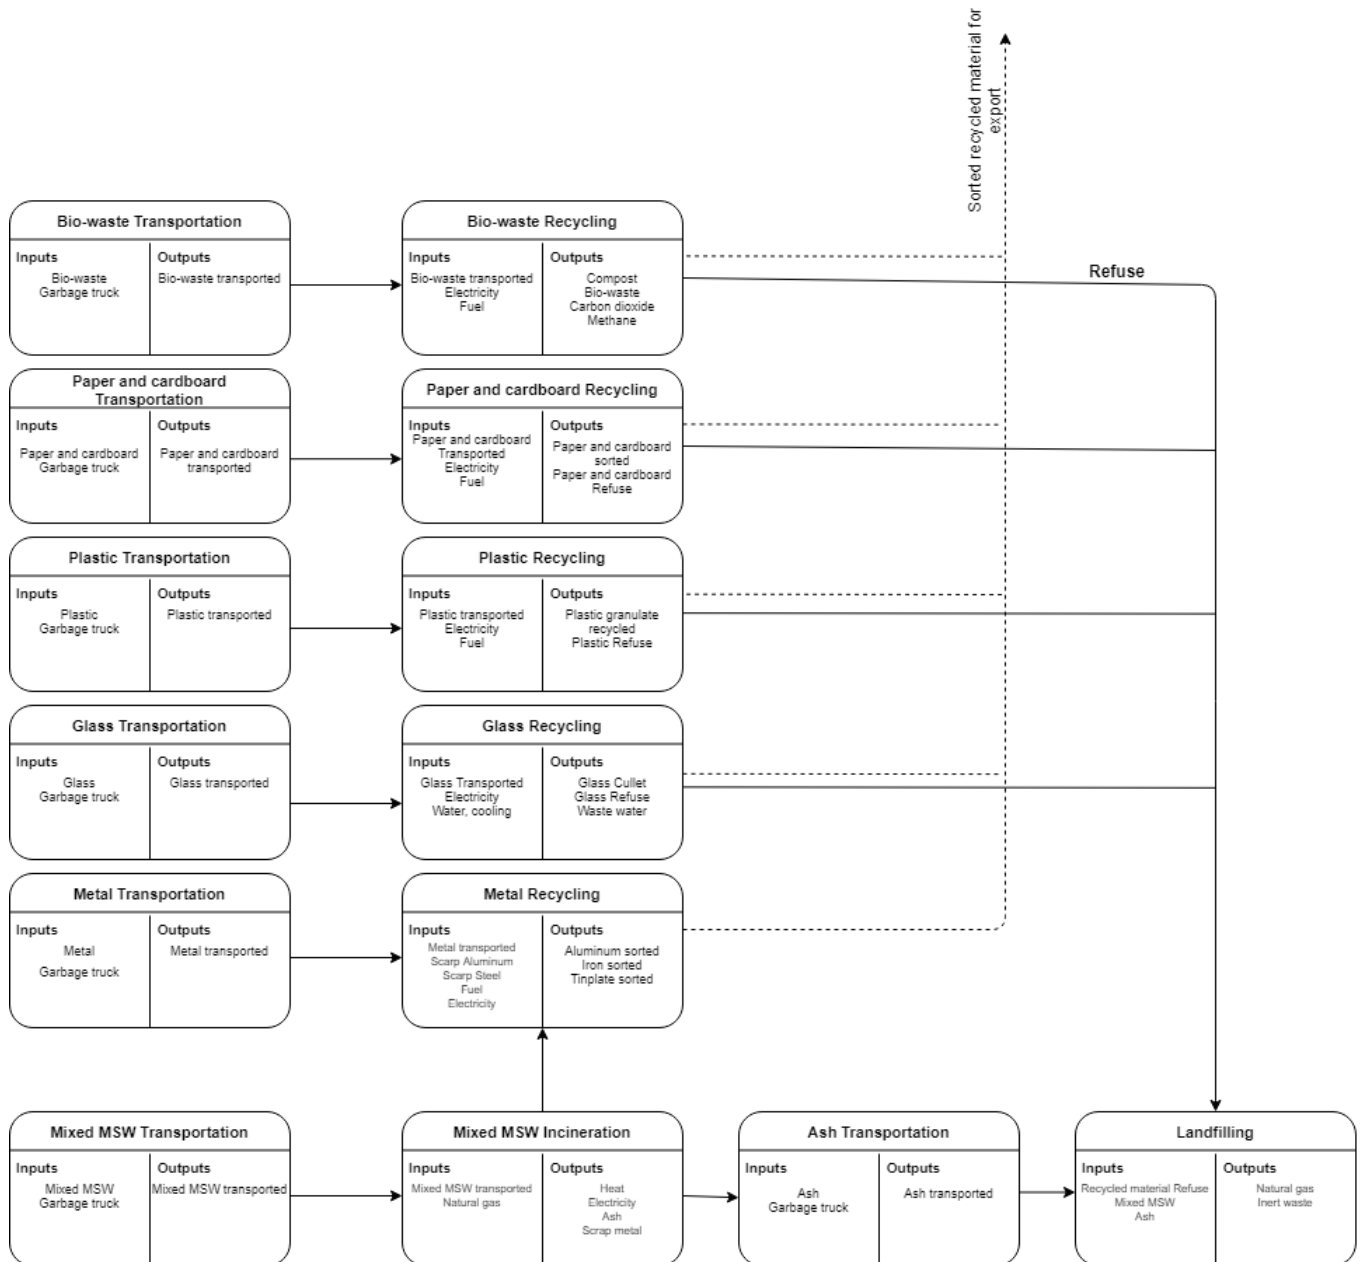 Sorted recycled material for
export
Bio-waste Transportation
Inputs
Bio-waste
Garbage truck
Outputs
Bio-waste transported
Bio-waste Recycling
Inputs
Bio-waste transported
Electricity
Fuel
Outputs
Compost
Bio-waste
Carbon dioxide
Methane
Refuse
Paper and cardboard
Transportation
Inputs
Paper and cardboard
Garbage truck
Outputs
Paper and cardboard
transported
Paper and cardboard Recycling
Inputs
Paper and cardboard
Transported
Electricity
Fuel
Outputs
Paper and cardboard
sorted
Paper and cardboard
Refuse
Plastic Transportation
Inputs
Plastic
Garbage truck
Outputs
Plastic transported
Plastic Recycling
Inputs
Plastic transported
Electricity
Fuel
Outputs
Plastic granulate
recycled
Plastic Refuse
Glass Transportation
Inputs
Glass
Garbage truck
Outputs
Glass transported
Glass Recycling
Inputs
Glass Transported
Electricity
Water, cooling
Outputs
Glass Cullet
Glass Refuse
Waste water
Metal Transportation
Inputs
Metal
Garbage truck
Outputs
Metal transported
Metal Recycling
Inputs
Metal transported
Scarp Aluminum
Scarp Steel
Fuel
Electricity
Outputs
Aluminum sorted
Iron sorted
Tinplate sorted
Mixed MSW Transportation
Inputs
Mixed MSW
Garbage truck
Outputs
Mixed MSW transported
Mixed MSW Incineration
Inputs
Mixed MSW transported
Natural gas
Outputs
Heat
Electricity
Ash
Scrap metal
Ash Transportation
Inputs
Ash
Garbage truck
Outputs
Ash transported
Landfilling
Inputs
Recycled material Refuse
Mixed MSW
Ash
Outputs
Natural gas
Inert waste